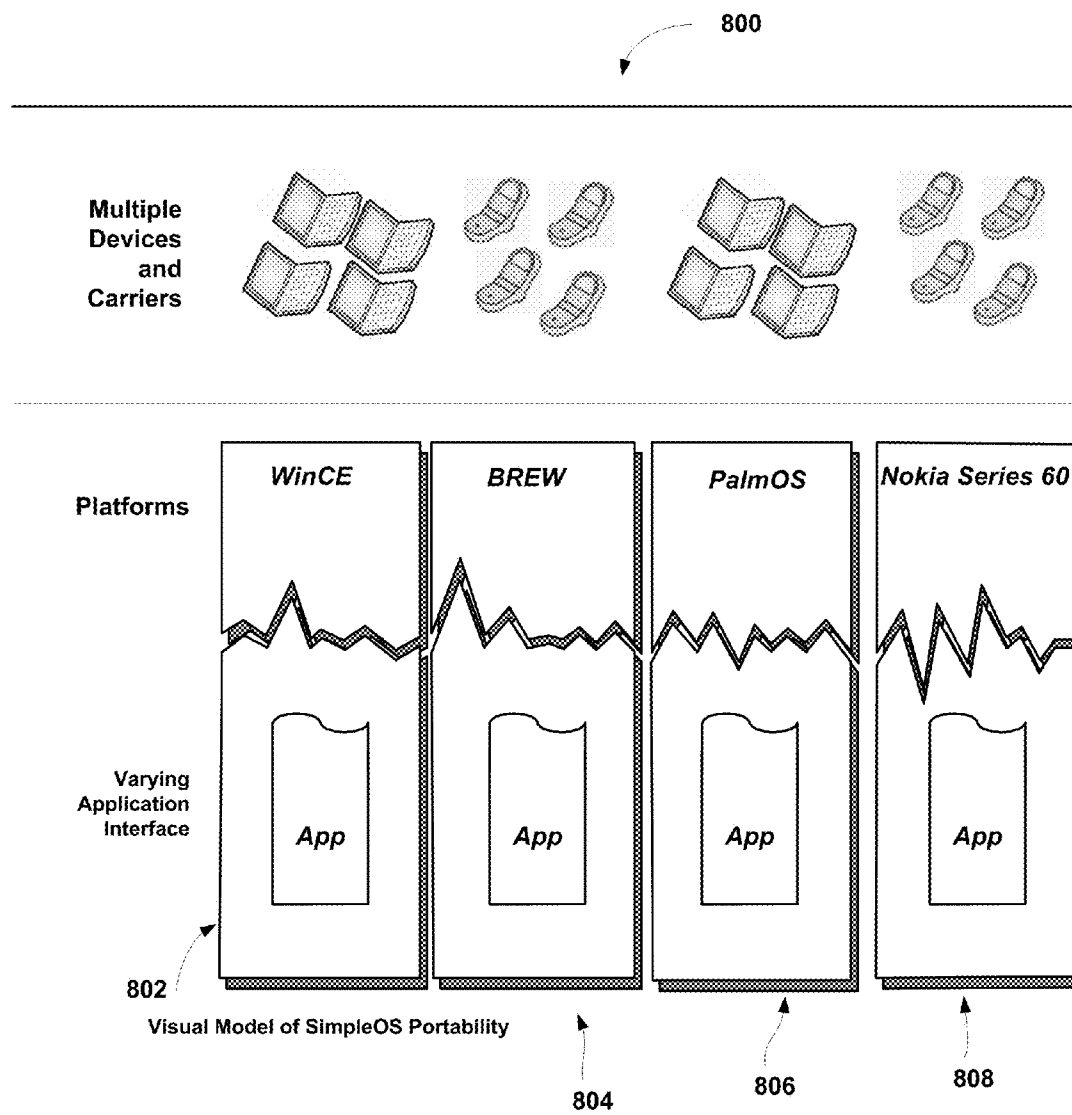 800
Multiple
Devices
and
Carriers
Platforms
WinCE
BREW
PalmOS
Nokia Series 60
Varying
Application
Interface
App
App
App
App
802
Visual Model of SimpleOS Portability
804
806
808